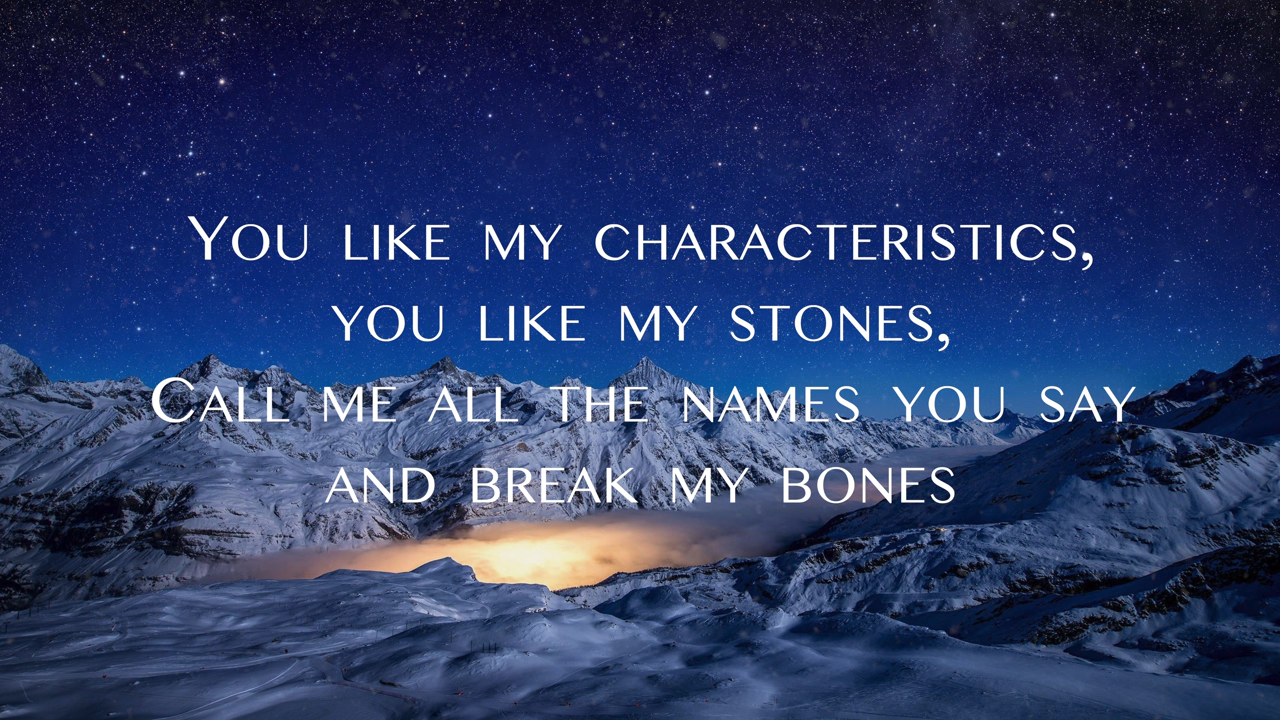 You like my characteristics,
you like my stones,
Call me all the names you say
and break my bones